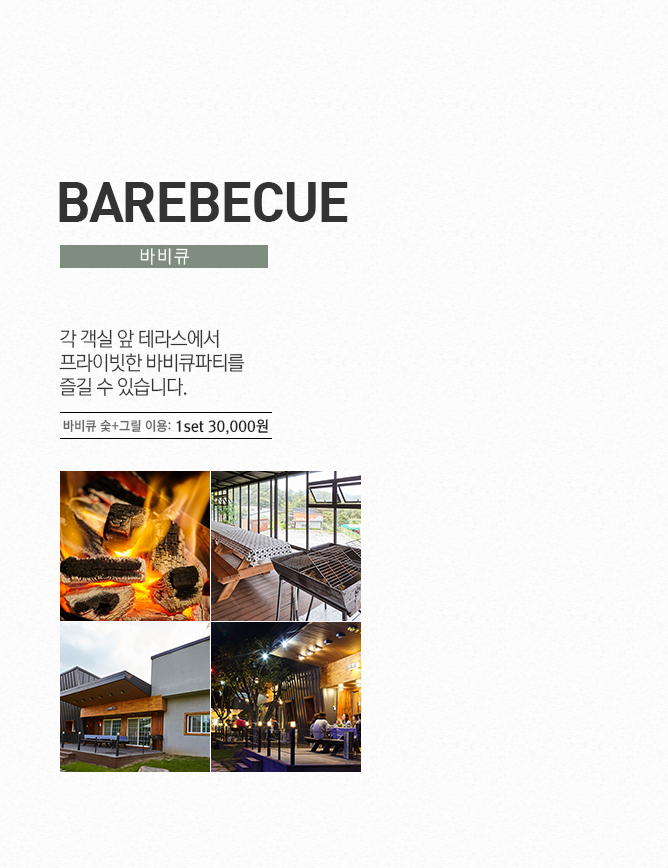 BAREBECUE
바비큐
각 객실 앞 테라스에서
프라이빗한 바비큐파티를
즐길 수 있습니다.
바비큐 숯+그릴 이용: 1set 30,000원